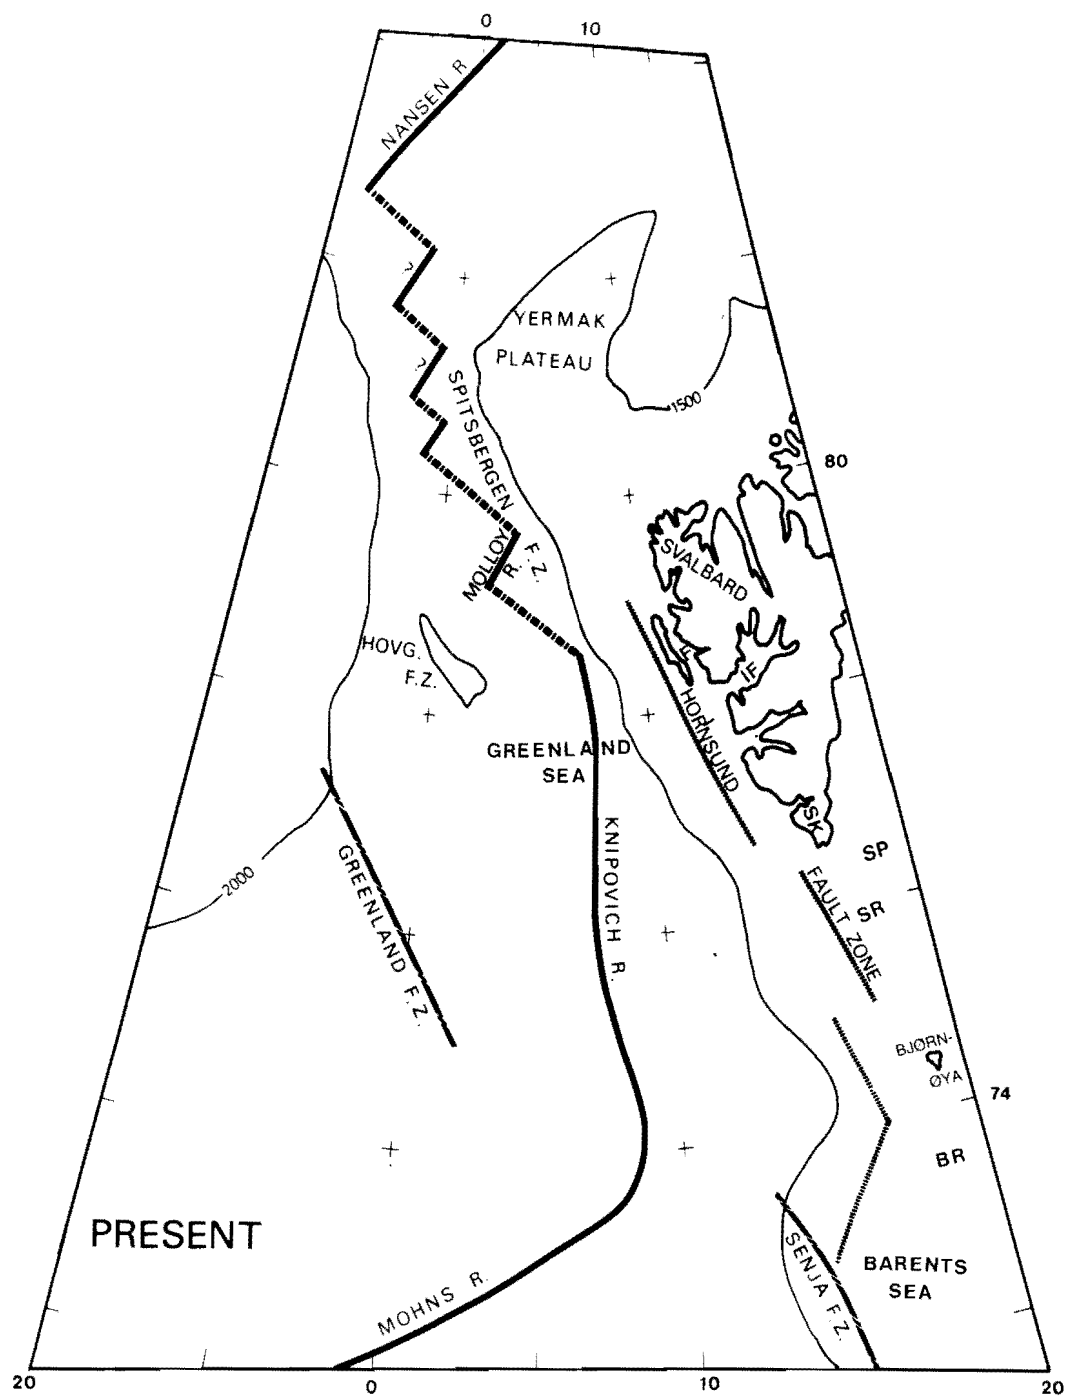 0
10
NANSEN R
?
YERMAK
PLATEAU
?
1500
SPITSBERGEN
F.Z.
80
MOLLOY
R.
SVALBARD
HOVG.
F.Z.
IF
HORNSUND
GREENLAND
SEA
SK
KNIPOVICH R.
SP
2000
GREENLAND F.Z.
FAULT ZONE
SR
BJØRN-
ØYA
74
BR
PRESENT
SENJA F.Z.
BARENTS
SEA
MOHNS R.
20
0
10
20